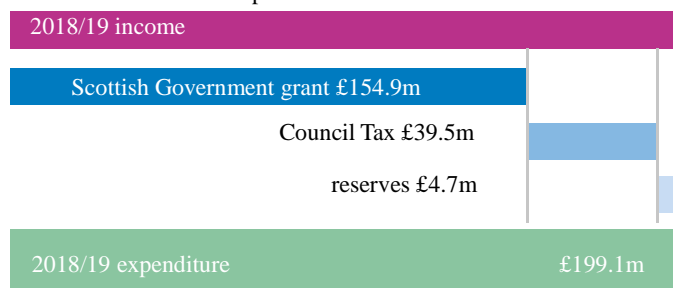 2018/19 income
Scottish Government grant £154.9m
Council Tax £39.5m
reserves £4.7m
2018/19 expenditure £199.1m